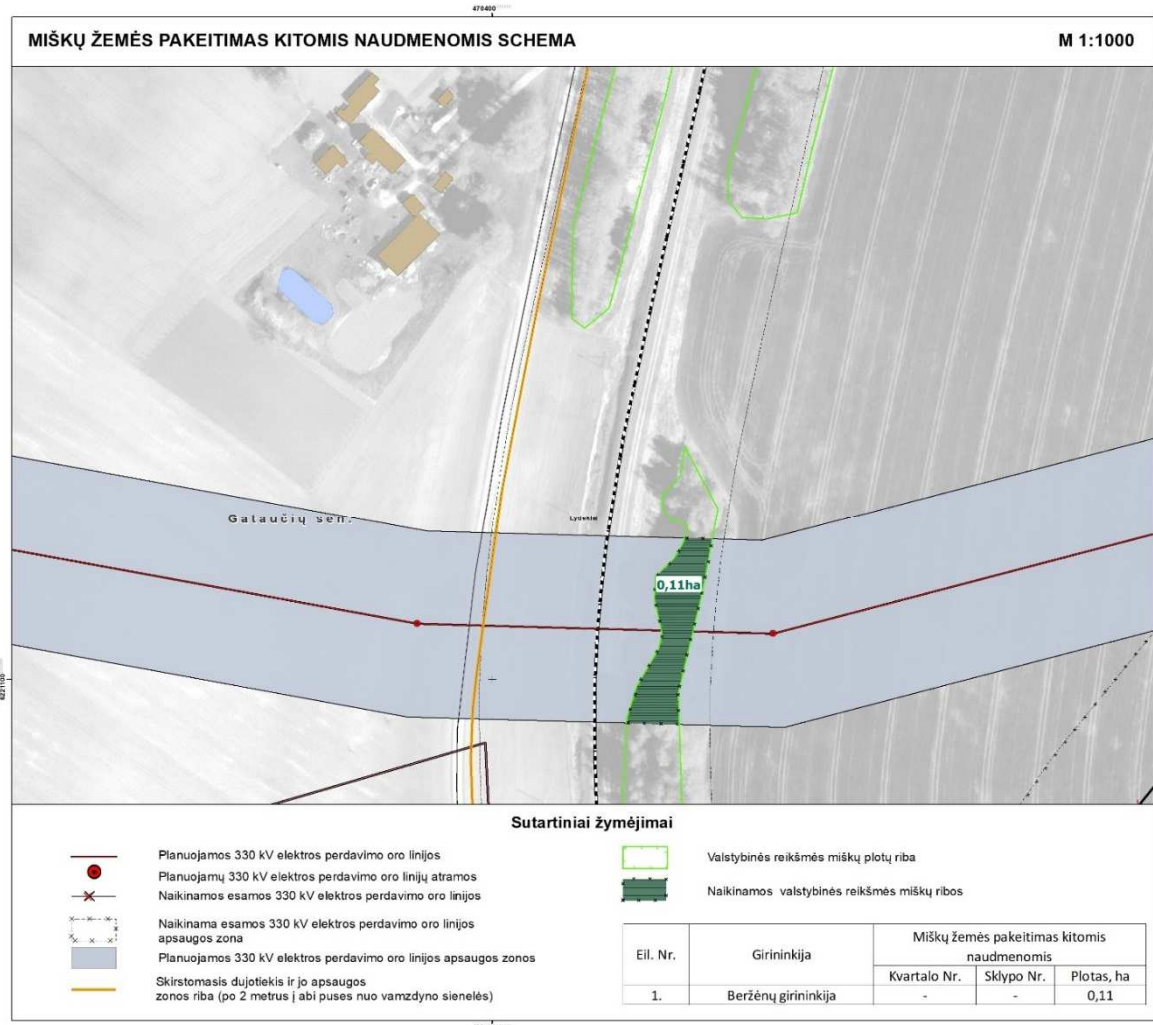 470400
MIŠKŲ ŽEMĖS PAKEITIMAS KITOMIS NAUDMENOMIS SCHEMA
M 1:1000
Gataučių sen.
Lydekiai
0,11ha
6221100
Sutartiniai žymėjimai
Planuojamos 330 kV elektros perdavimo oro linijos
Planuojamų 330 kV elektros perdavimo oro linijų atramos
Naikinamos esamos 330 kV elektros perdavimo oro linijos
Naikinama esamos 330 kV elektros perdavimo oro linijos
apsaugos zona
Planuojamos 330 kV elektros perdavimo oro linijos apsaugos zonos
Skirstomasis dujotiekis ir jo apsaugos
zonos riba (po 2 metrus į abi puses nuo vamzdyno sienelės)
Valstybinės reikšmės miškų plotų riba
Naikinamos valstybinės reikšmės miškų ribos
Eil. Nr.
Girininkija
Miškų žemės pakeitimas kitomis
naudmenomis
Kvartalo Nr.
Sklypo Nr.
Plotas, ha
1.
Beržėnų girininkija
-
-
0,11